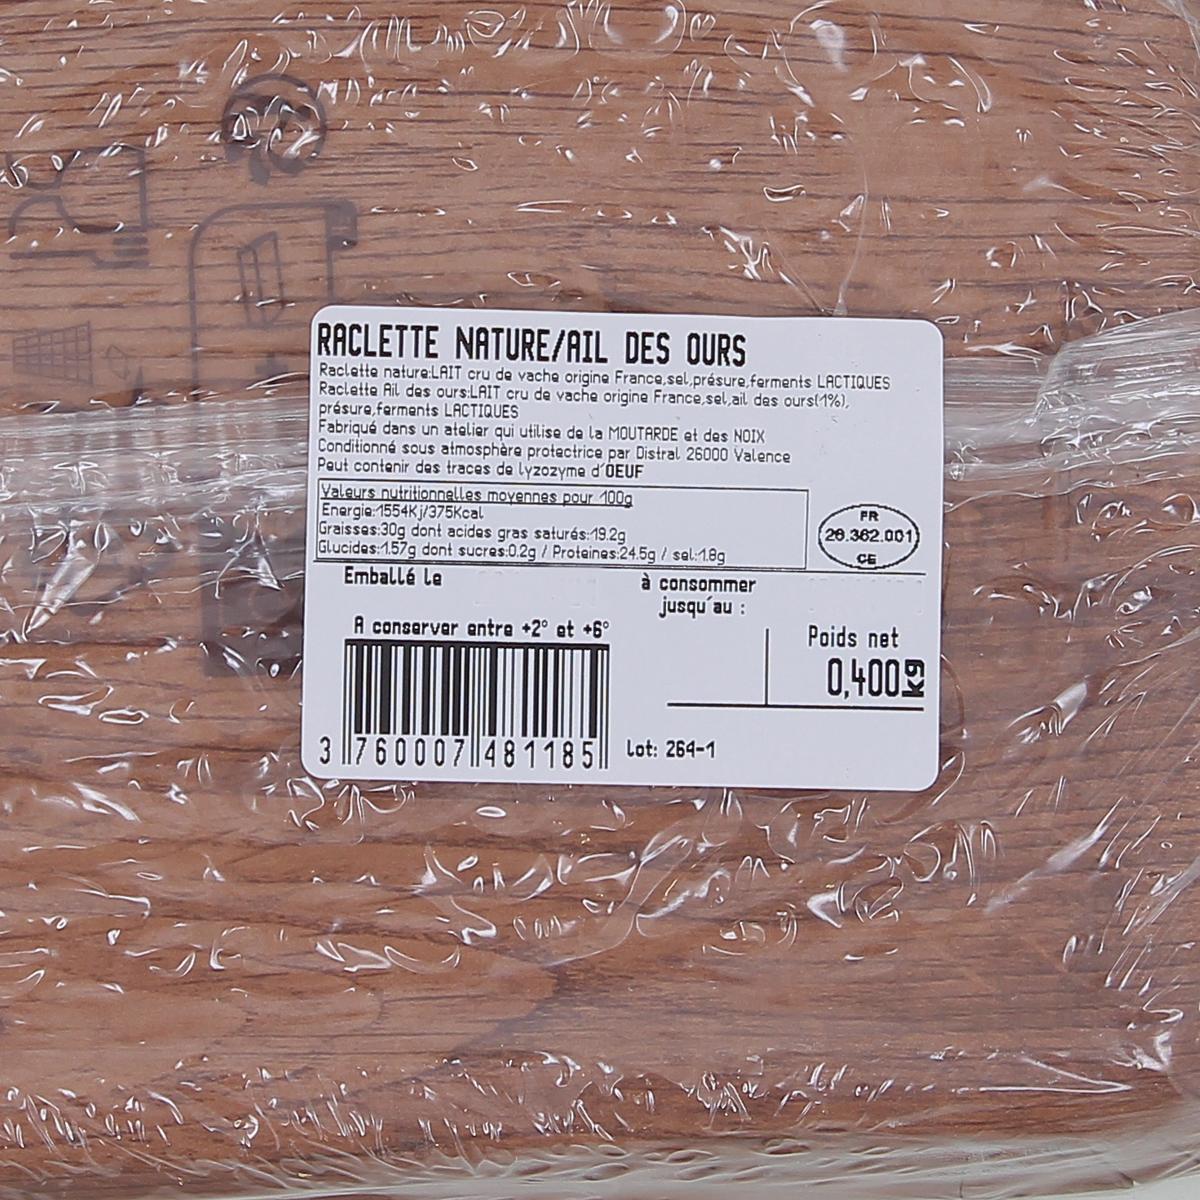 RACLETTE NATURE/AIL DES OURS
Raclette nature:LAIT cru de vache origine France,sel,présure,ferments LACTIQUES
Raclette Ail des ours:LAIT cru de vache origine France,sel,ail des ours(1%),
présure,ferments LACTIQUES
Fabriqué dans un atelier qui utilise de la MOUTARDE et des NOIX
Conditionné sous atmosphère protectrice par Distral 26000 Valence
Peut contenir des traces de lyzozyme d'OEUF
Valeurs nutritionnelles moyennes pour 100g
Energie:1554Kj/375Kcal
Graisses:30g dont acides gras saturés:19.2g
Glucides:1.57g dont sucres:0.2g / Proteines:24.5g / sel:1.8g
FR
26.362.001
CE
Emballé le
à consommer
jusqu'au :
A conserver entre +2° et +6°
Poids net
0,400KG
3 760007 481185
Lot: 264-1